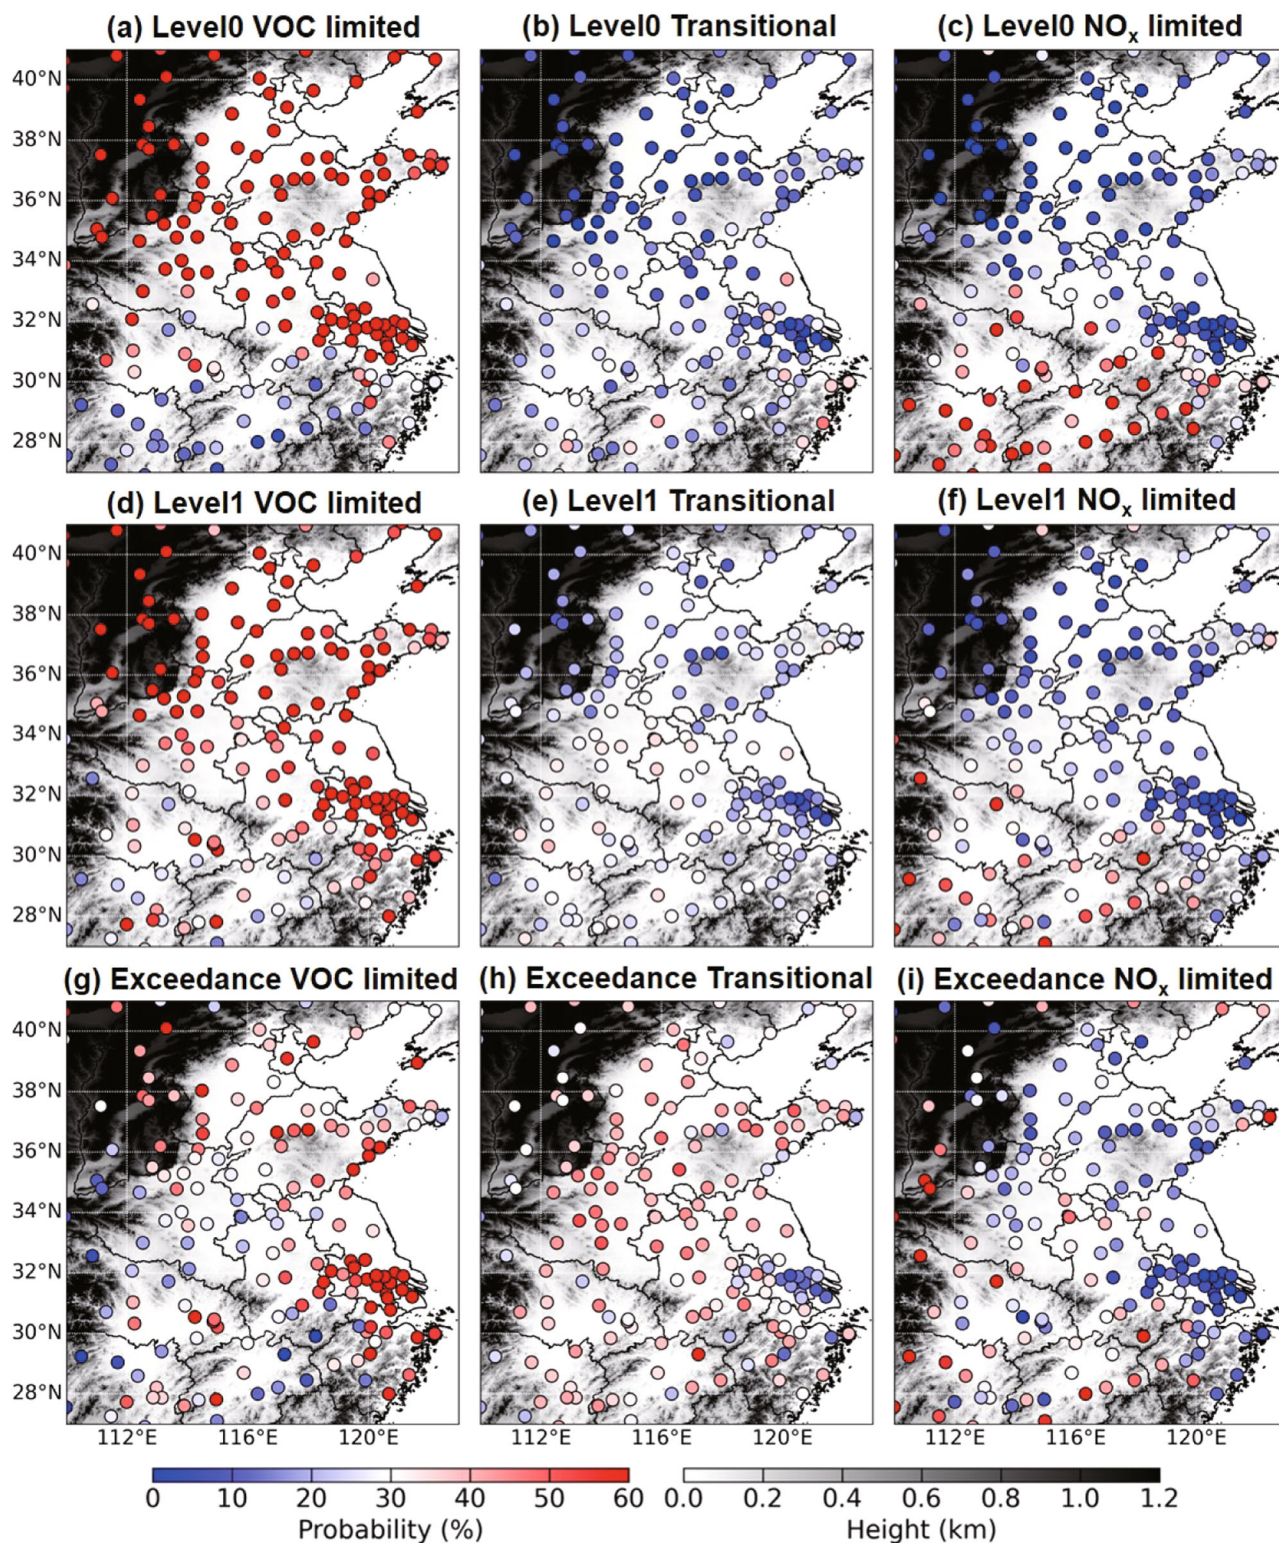 (a) Level0 VOC limited
(b) Level0 Transitional
(c) Level0 NOx limited
40°N
38°N
36°N
34°N
32°N
30°N
28°N
(d) Level1 VOC limited
(e) Level1 Transitional
(f) Level1 NOx limited
40°N
38°N
36°N
34°N
32°N
30°N
28°N
(g) Exceedance VOC limited
(h) Exceedance Transitional
(i) Exceedance NOx limited
40°N
38°N
36°N
34°N
32°N
30°N
28°N
112°E 116°E 120°E
112°E 116°E 120°E
112°E 116°E 120°E
0 10 20 30 40 50 60
Probability (%)
0.0 0.2 0.4 0.6 0.8 1.0 1.2
Height (km)